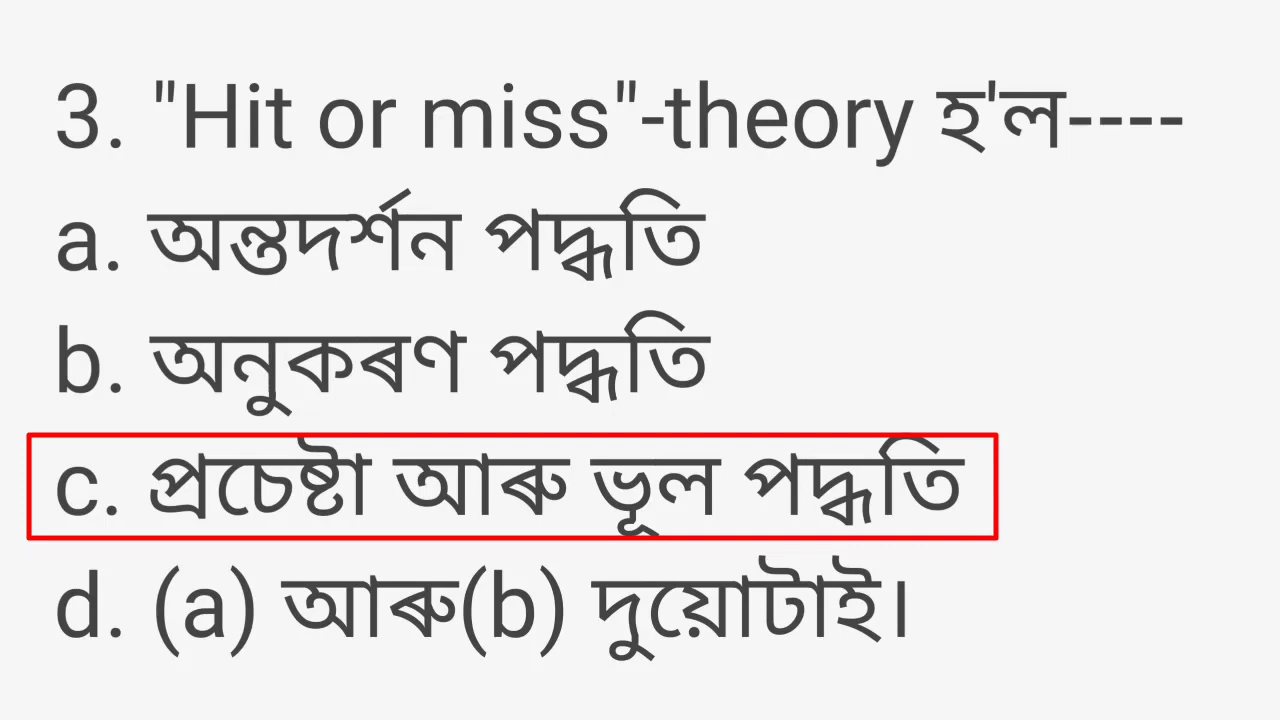 3. "Hit or miss"-theory হ'ল----
a. অন্তদৰ্শন পদ্ধতি
b. অনুকৰণ পদ্ধতি
c. প্ৰচেষ্টা আৰু ভূল পদ্ধতি
d. (a) আৰু(b) দুয়োটাই।